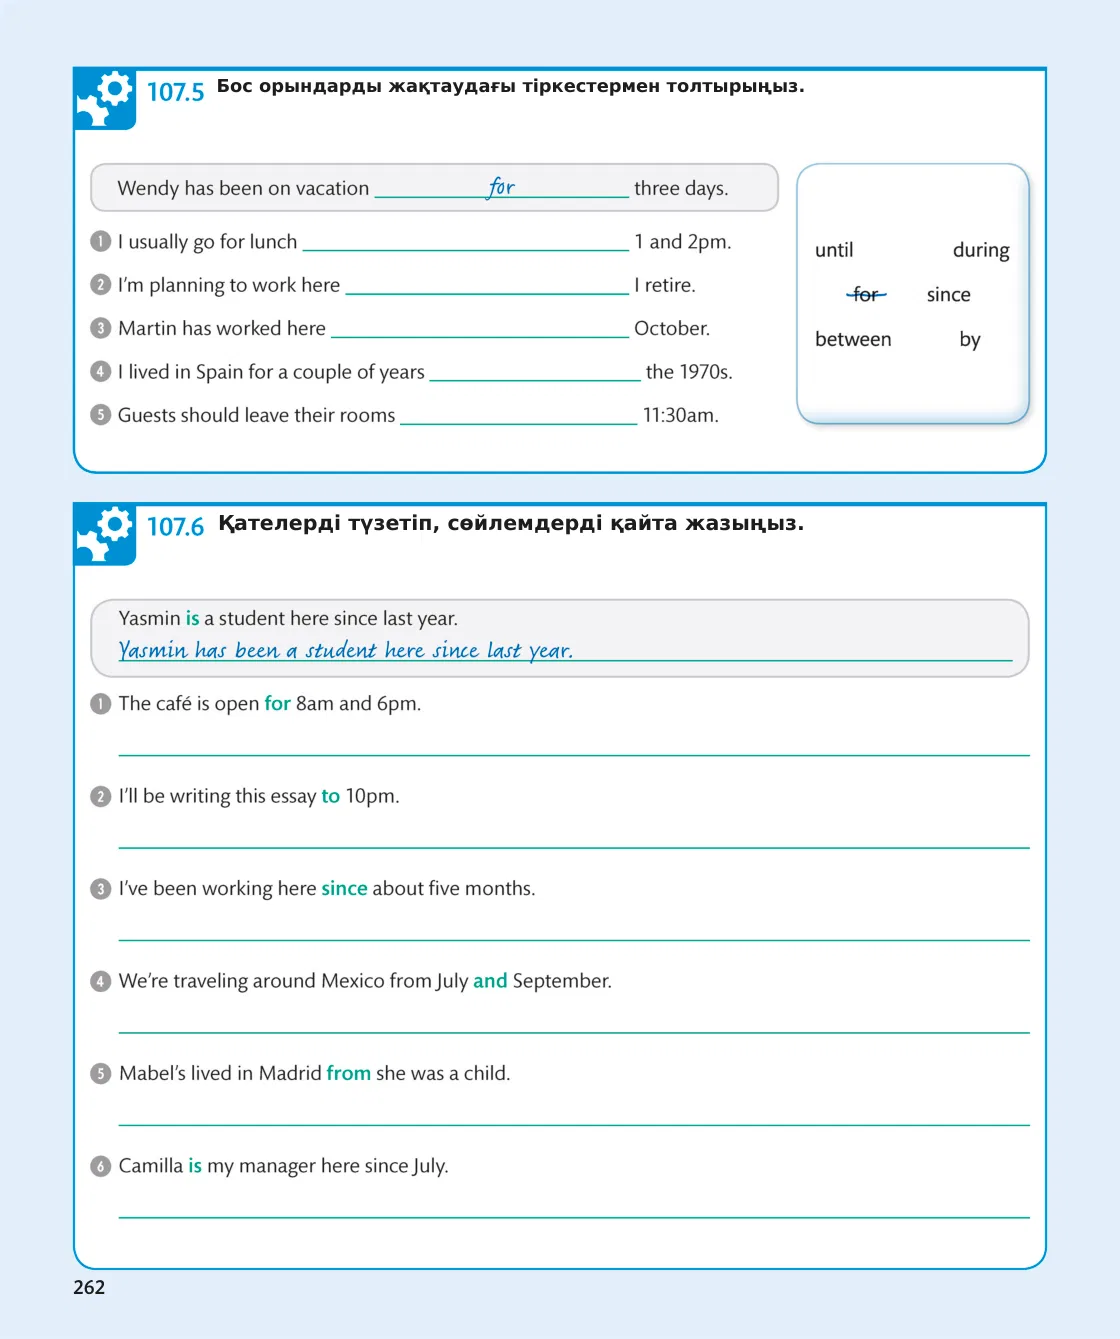 107.5 Бос орындарды жақтаудағы тіркестермен толтырыңыз.
Wendy has been on vacation for three days.
1 I usually go for lunch 1 and 2pm.
2 I'm planning to work here I retire.
3 Martin has worked here October.
4 I lived in Spain for a couple of years the 1970s.
5 Guests should leave their rooms 11:30am.
until during
for since
between by
107.6 Қателерді түзетіп, сөйлемдерді қайта жазыңыз.
Yasmin is a student here since last year.
Yasmin has been a student here since last year.
1 The café is open for 8am and 6pm.
2 I'll be writing this essay to 10pm.
3 I've been working here since about five months.
4 We're traveling around Mexico from July and September.
5 Mabel's lived in Madrid from she was a child.
6 Camilla is my manager here since July.
262